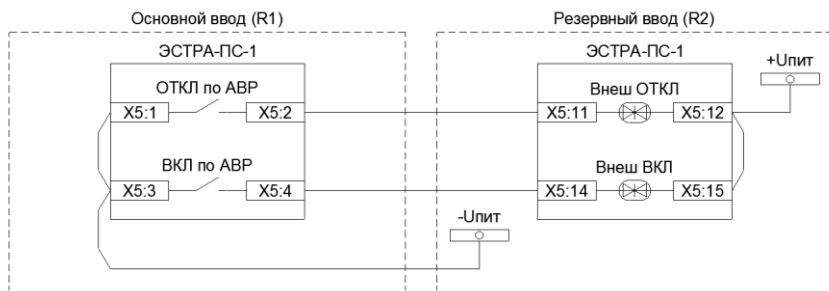 Основной ввод (R1)
Резервный ввод (R2)
ЭСТРА-ПС-1
ЭСТРА-ПС-1
+Uпит
ОТКЛ по АВР
Внеш ОТКЛ
X5:1
X5:2
X5:11
X5:12
ВКЛ по АВР
Внеш ВКЛ
X5:3
X5:4
X5:14
X5:15
-Uпит